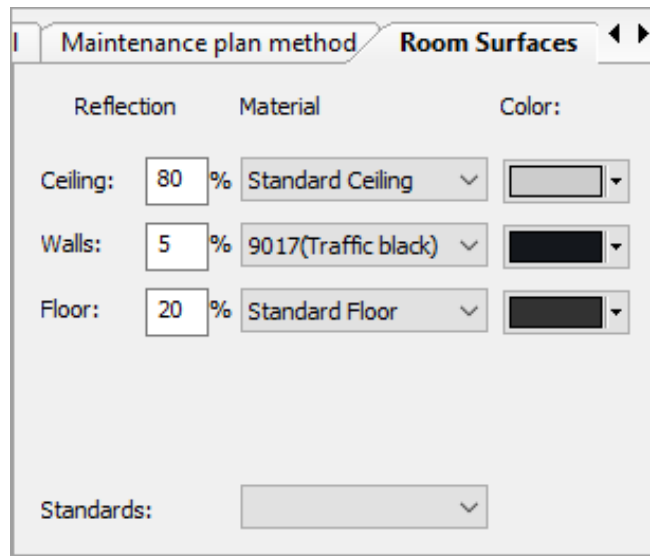 l Maintenance plan method Room Surfaces
Reflection Material Color:
Ceiling: 80 % Standard Ceiling
Walls: 5 % 9017(Traffic black)
Floor: 20 % Standard Floor
Standards: